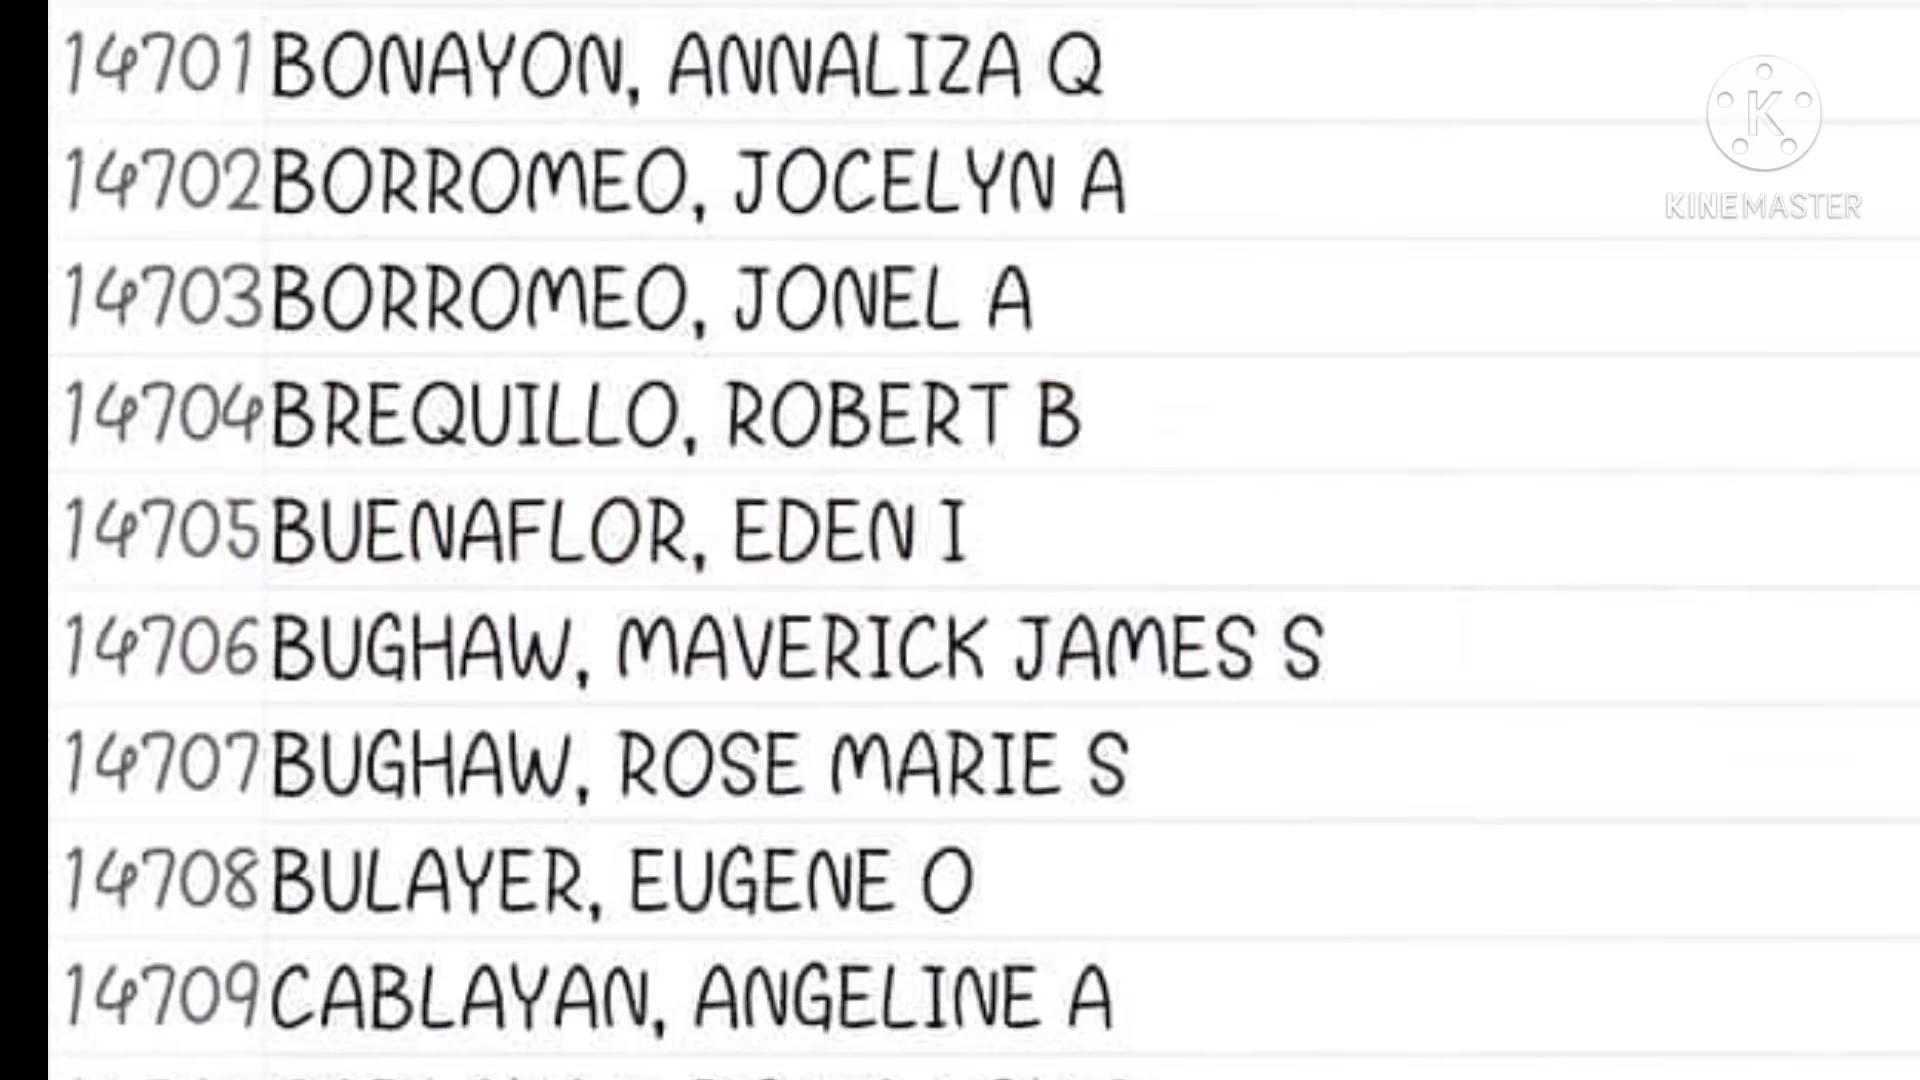 14701 BONAYON, ANNALIZA Q
14702 BORROMEO, JOCELYN A
14703 BORROMEO, JONEL A
14704 BREQUILLO, ROBERT B
14705 BUENAFLOR, EDEN I
14706 BUGHAW, MAVERICK JAMES S
14707 BUGHAW, ROSE MARIE S
14708 BULAYER, EUGENE O
14709 CABLAYAN, ANGELINE A
K
KINEMASTER